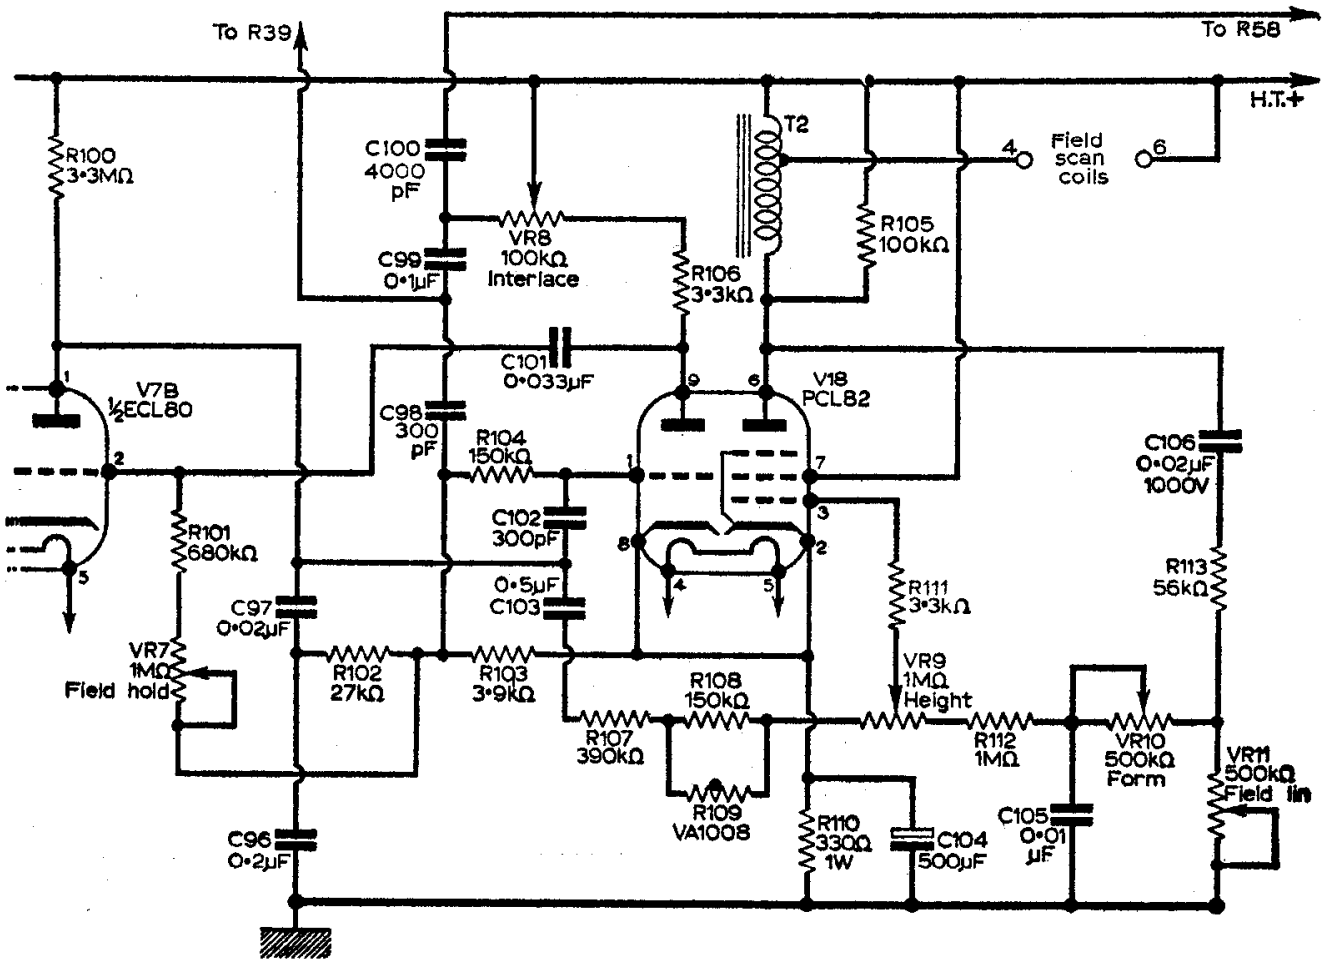 To R39
To R58
H.T.+
R100
3·3MΩ
C100
4000
pF
T2
4
Field
scan
coils
6
VR8
100kΩ
Interlace
C99
0·1µF
R106
3·3kΩ
R105
100kΩ
C101
0·033µF
1
V7B
½ECL80
9
6
V18
PCL82
C98
300
pF
R104
150kΩ
2
1
7
C106
0·02µF
1000V
3
R101
680kΩ
C102
300pF
8
2
5
4
5
0·5µF
C103
R111
3·3kΩ
R113
56kΩ
C97
0·02µF
VR7
1MΩ
Field hold
R102
27kΩ
R103
3·9kΩ
R108
150kΩ
VR9
1MΩ
Height
R107
390kΩ
R112
1MΩ
VR10
500kΩ
Form
VR11
500kΩ
Field lin
R109
VA1008
C96
0·2µF
R110
330Ω
1W
C104
500µF
C105
0·01
µF